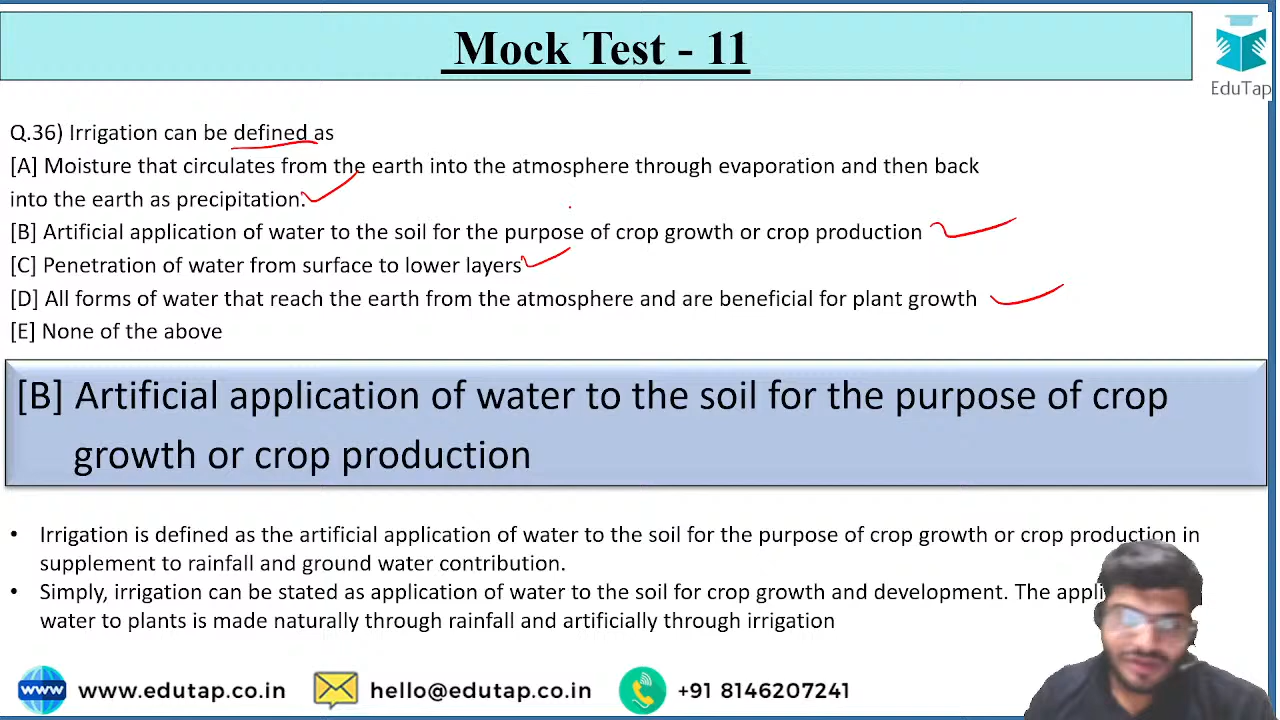 Mock Test - 11
EduTap
Q.36) Irrigation can be defined as
[A] Moisture that circulates from the earth into the atmosphere through evaporation and then back
into the earth as precipitation.
[B] Artificial application of water to the soil for the purpose of crop growth or crop production
[C] Penetration of water from surface to lower layers
[D] All forms of water that reach the earth from the atmosphere and are beneficial for plant growth
[E] None of the above
[B] Artificial application of water to the soil for the purpose of crop
growth or crop production
• Irrigation is defined as the artificial application of water to the soil for the purpose of crop growth or crop production in
supplement to rainfall and ground water contribution.
• Simply, irrigation can be stated as application of water to the soil for crop growth and development. The
water to plants is made naturally through rainfall and artificially through irrigation
www www.edutap.co.in hello@edutap.co.in +91 8146207241